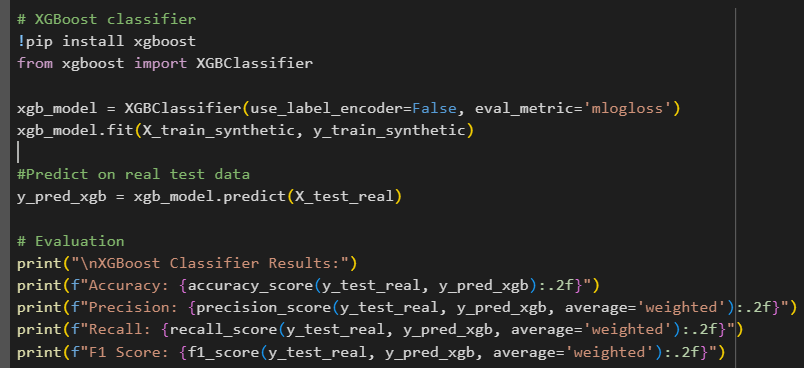 # XGBoost classifier
!pip install xgboost
from xgboost import XGBClassifier
xgb_model = XGBClassifier(use_label_encoder=False, eval_metric='mlogloss')
xgb_model.fit(X_train_synthetic, y_train_synthetic)
#Predict on real test data
y_pred_xgb = xgb_model.predict(X_test_real)
# Evaluation
print("\nXGBoost Classifier Results:")
print(f"Accuracy: {accuracy_score(y_test_real, y_pred_xgb):.2f}")
print(f"Precision: {precision_score(y_test_real, y_pred_xgb, average='weighted'):.2f}")
print(f"Recall: {recall_score(y_test_real, y_pred_xgb, average='weighted'):.2f}")
print(f"F1 Score: {f1_score(y_test_real, y_pred_xgb, average='weighted'):.2f}")